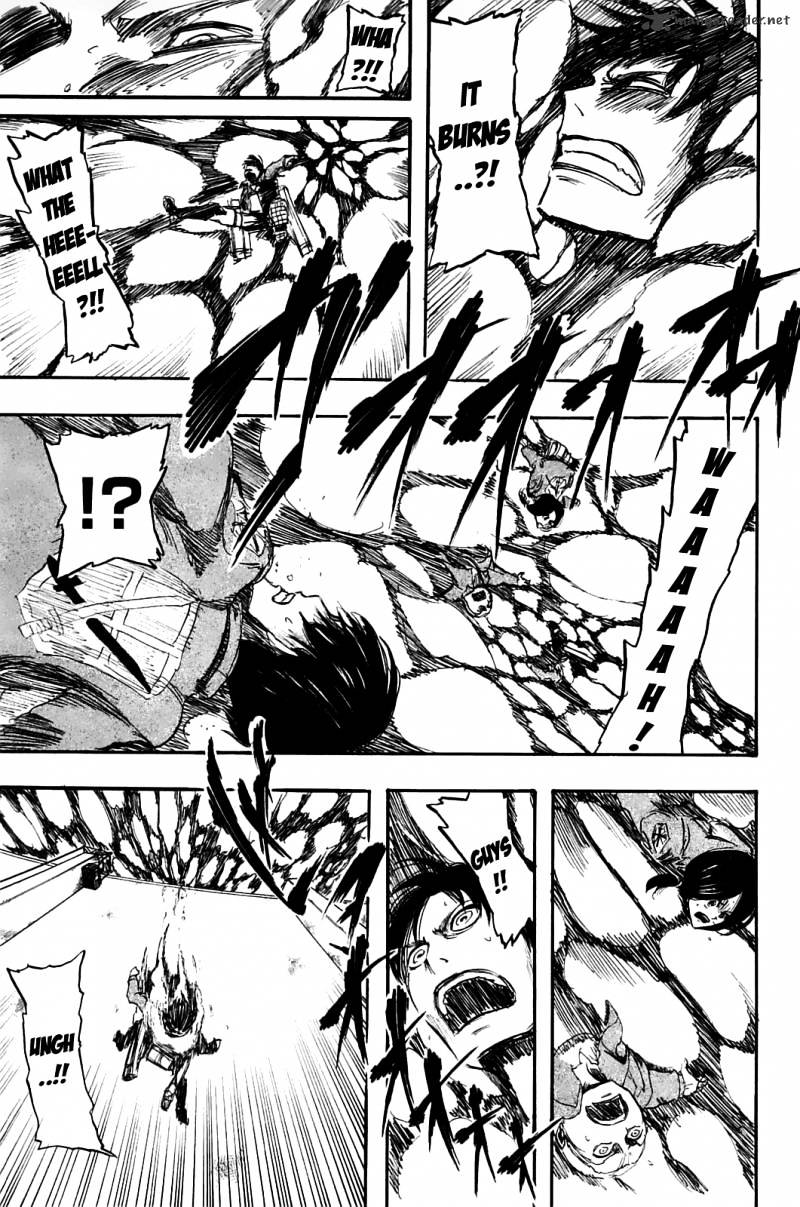 IT
BURNS
..?!
WHA
?!!
WHAT
THE
HEEE-
EEELL
?!!
WAAAAAAH!
!?
GUYS
!!
UNGH
..!!